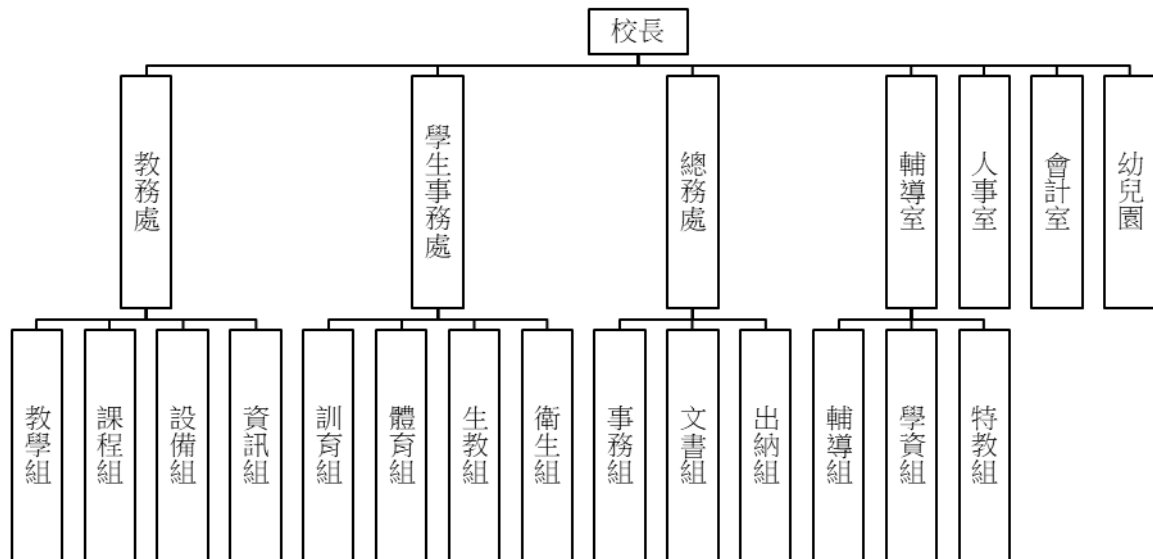 校長
教務處
學生事務處
總務處
輔導室
人事室
會計室
幼兒園
教學組
課程組
設備組
資訊組
訓育組
體育組
生教組
衛生組
事務組
文書組
出納組
輔導組
學資組
特教組